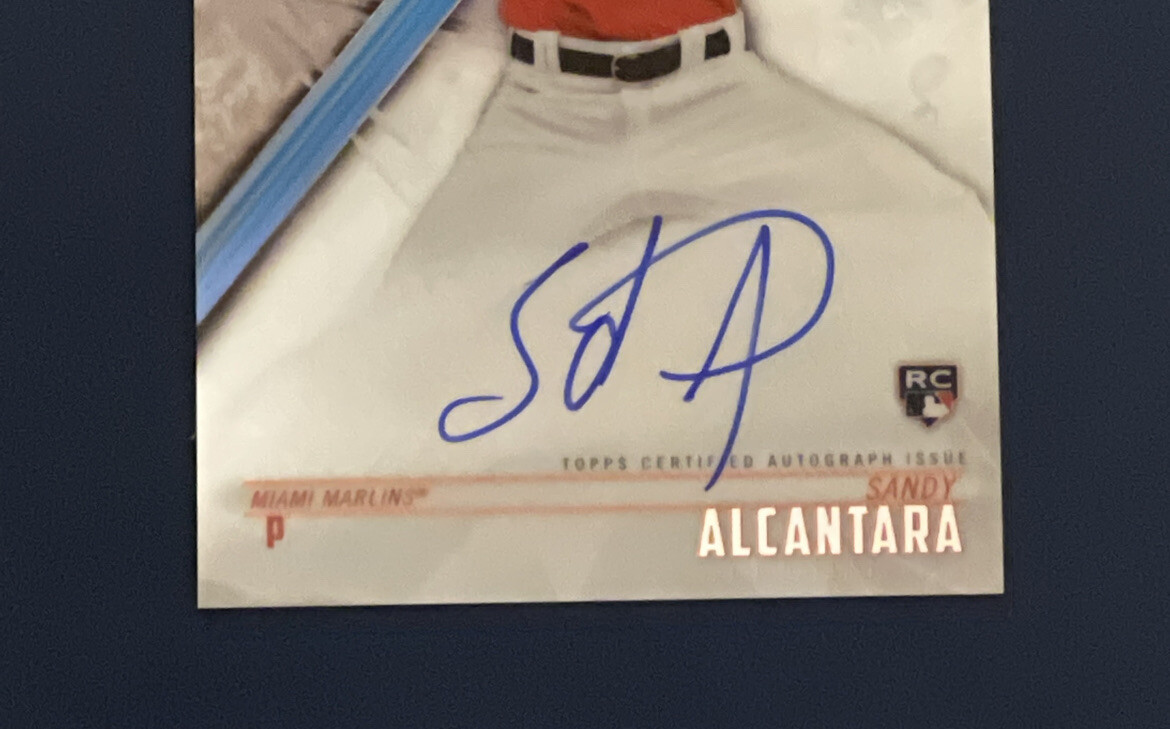 RC
TOPPS CERTIFIED AUTOGRAPH ISSUE
MIAMI MARLINS®
SANDY
P
ALCANTARA